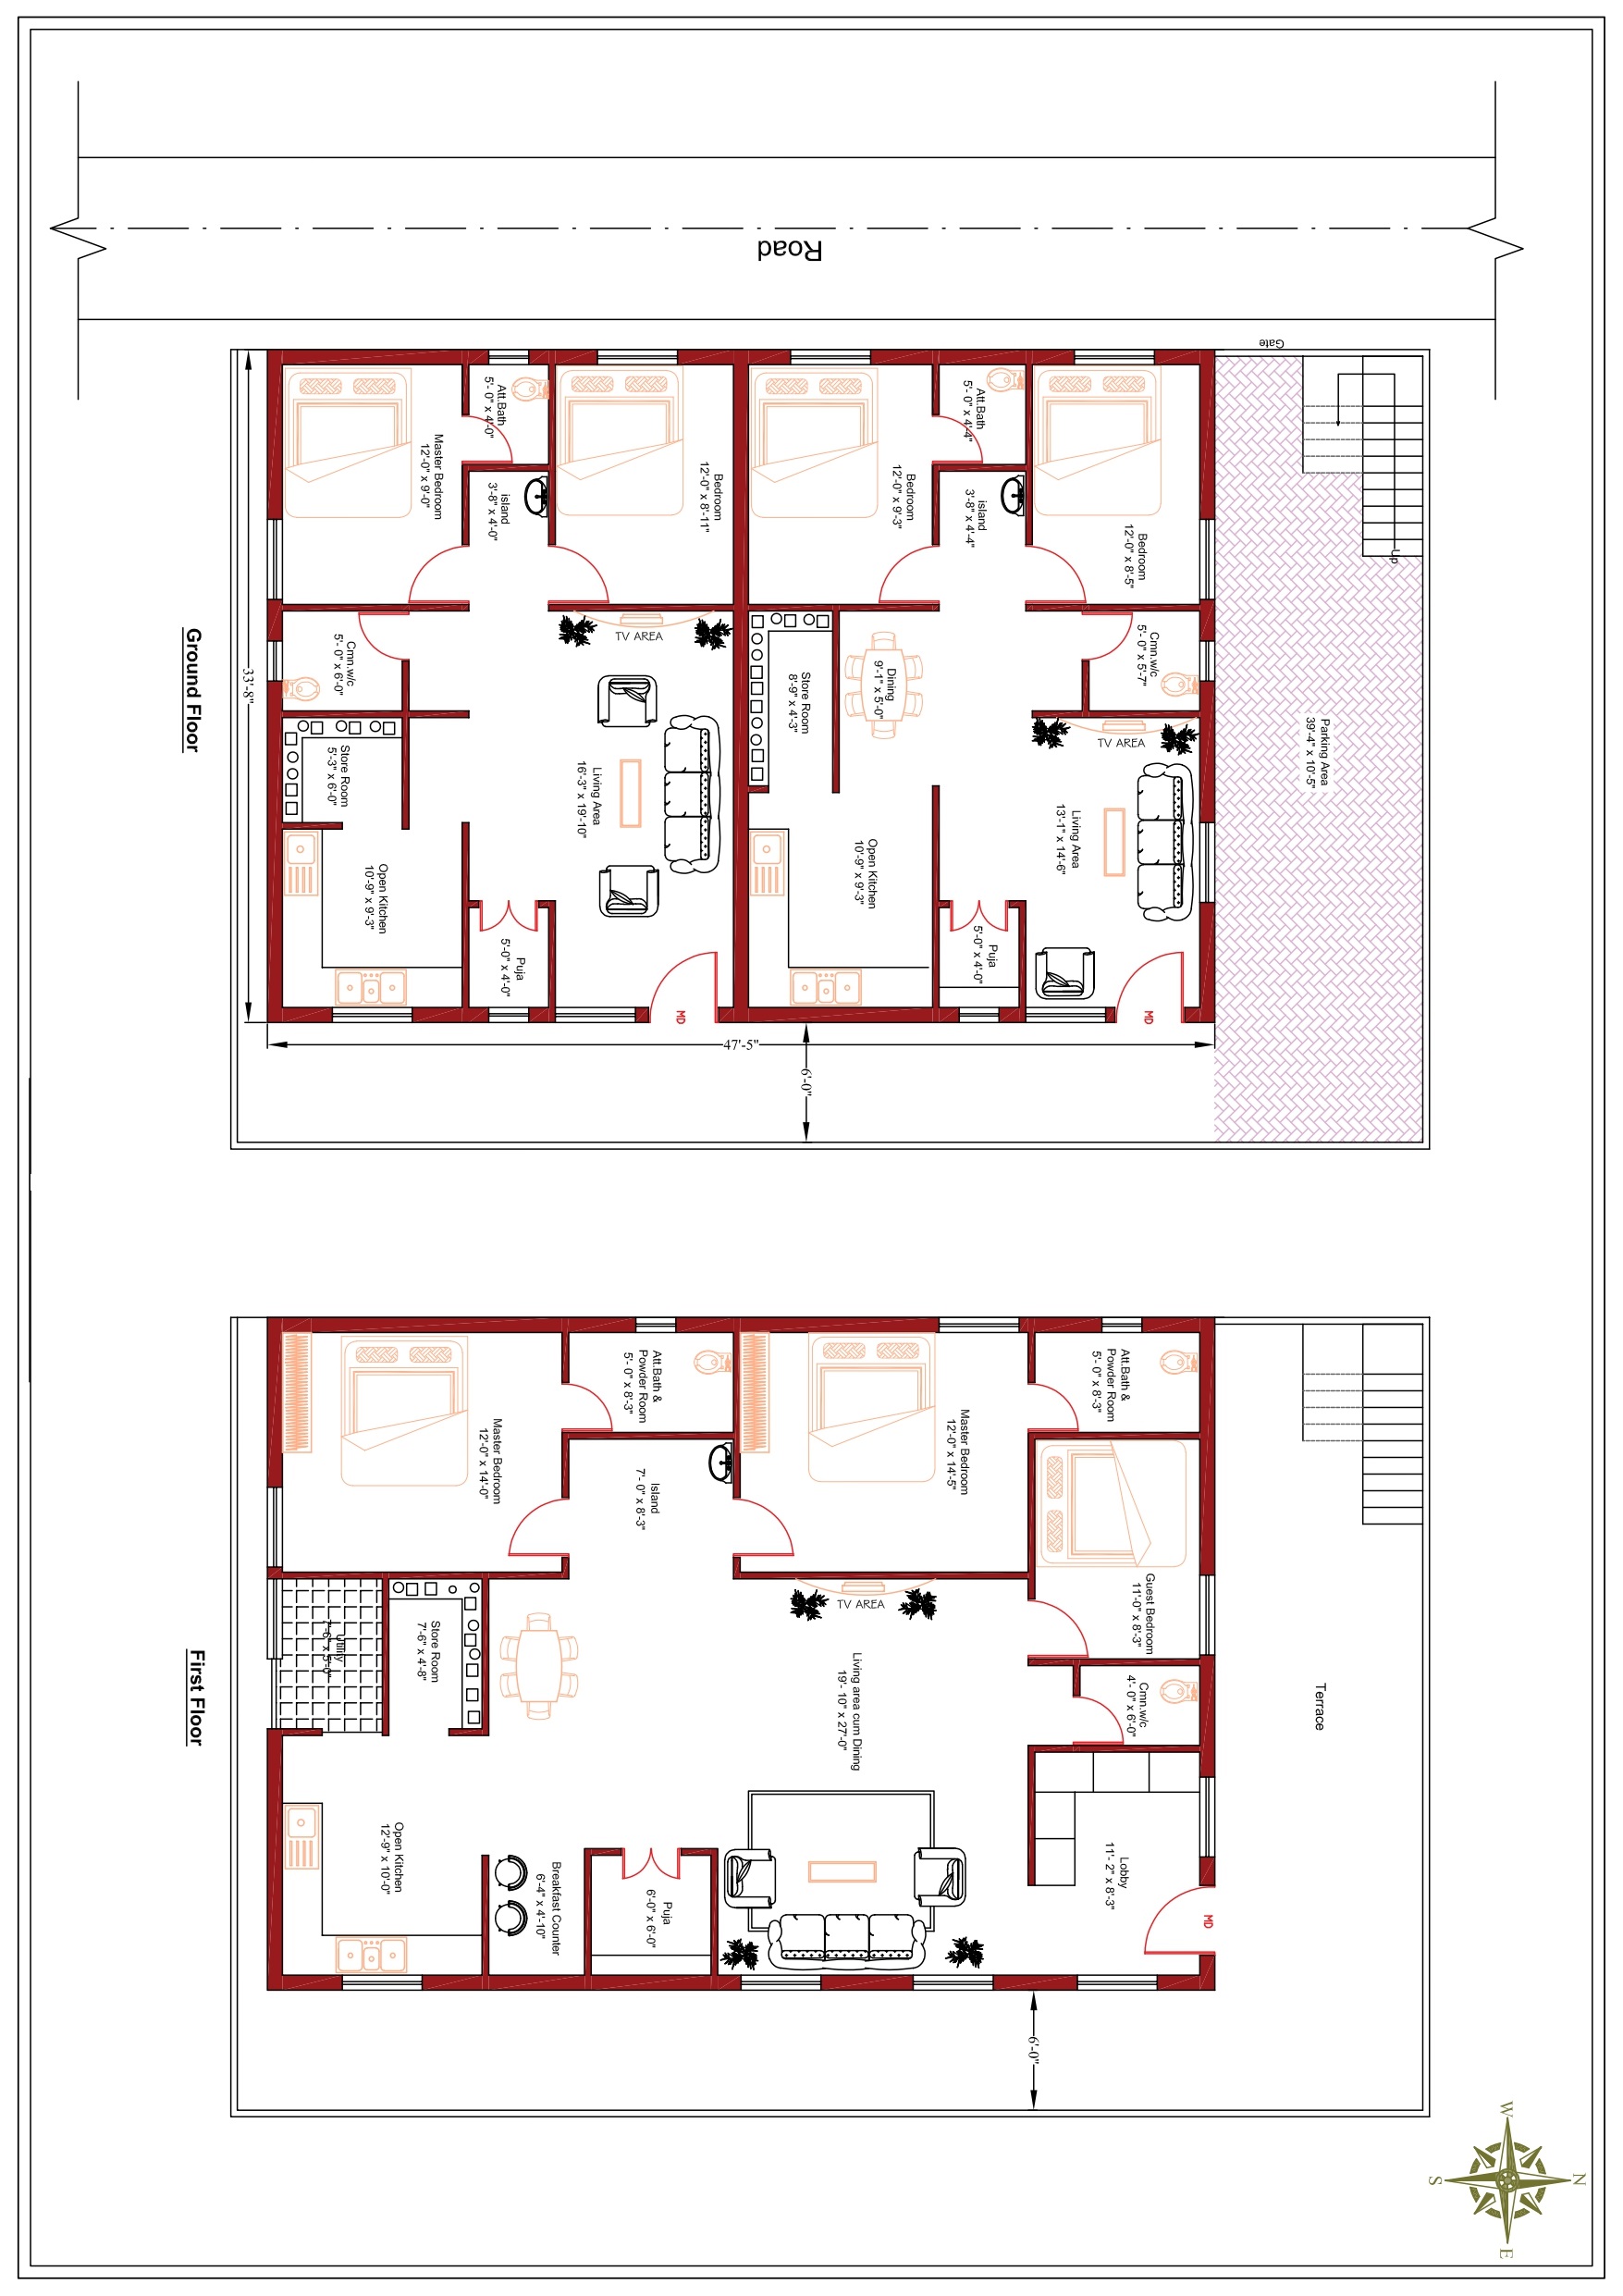 Road
Gate
Up
Att.Bath
5'- 0" x 4'-0"
Master Bedroom
12'-0" x 9'-0"
island
3'-8" x 4'-0"
Bedroom
12'-0" x 8'-11"
Bedroom
12'-0" x 9'-3"
Att.Bath
5'- 0" x 4'-4"
island
3'-8" x 4'-4"
Bedroom
12'-0" x 8'-5"
Cmn.w/c
5'- 0" x 6'-0"
TV AREA
Store Room
8'-9" x 4'-3"
Dining
9'-1" x 5'-0"
Cmn.w/c
5'- 0" x 5'-7"
TV AREA
Parking Area
39'-4" x 10'-5"
Ground Floor
33'-8"
Store Room
5'-3" x 6'-0"
Living Area
16'-3" x 19'-10"
Living Area
13'-1" x 14'-6"
Open Kitchen
10'-9" x 9'-3"
Open Kitchen
10'-9" x 9'-3"
Puja
5'-0" x 4'-0"
Puja
5'-0" x 4'-0"
MD
MD
47'-5"
6'-0"
Att.Bath &
Powder Room
5'- 0" x 8'-3"
Att.Bath &
Powder Room
5'- 0" x 8'-3"
Master Bedroom
12'-0" x 14'-0"
Island
7'- 0" x 8'-3"
Master Bedroom
12'-0" x 14'-5"
Guest Bedroom
11'-0" x 8'-3"
TV AREA
Utility
7'-6" x 5'-0"
Store Room
7'-6" x 4'-8"
Living area cum Dining
19'- 10" x 27'-0"
Cmn.w/c
4'- 0" x 6'-0"
Terrace
First Floor
Open Kitchen
12'-9" x 10'-0"
Breakfast Counter
6'-4" x 4'-10"
Puja
6'-0" x 6'-0"
Lobby
11'- 2" x 8'-3"
MD
6'-0"
W
N
S
E